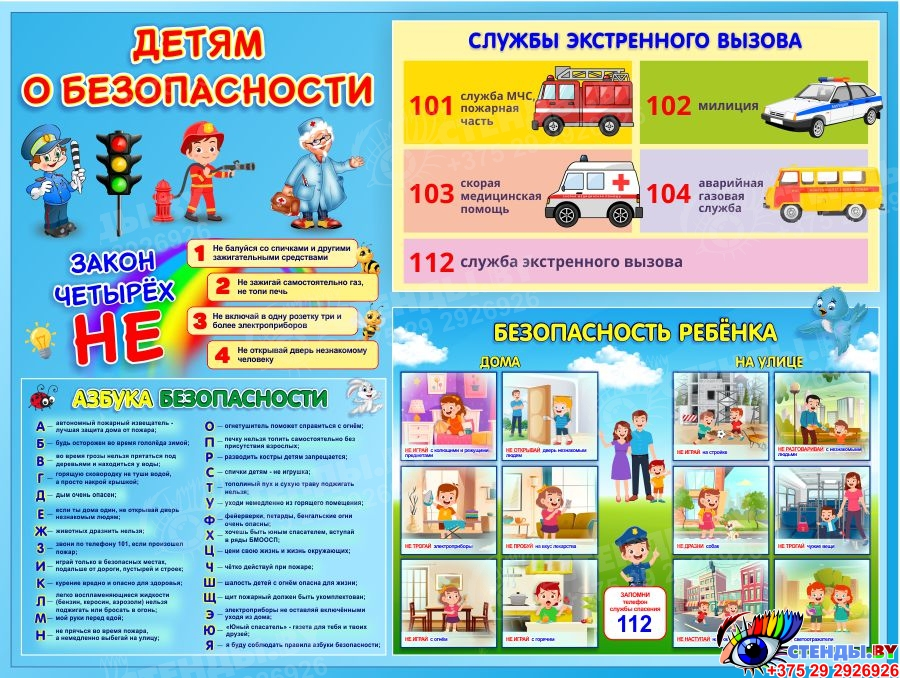 ДЕТЯМ
О БЕЗОПАСНОСТИ
ЗАКОН
ЧЕТЫРЁХ
НЕ
1 Не балуйся со спичками и другими
зажигательными средствами
2 Не зажигай самостоятельно газ,
не топи печь
3 Не включай в одну розетку три и
более электроприборов
4 Не открывай дверь незнакомому
человеку
АЗБУКА БЕЗОПАСНОСТИ
А – автономный пожарный извещатель -
лучшая защита дома от пожара;
Б – будь осторожен во время гололёда зимой;
В – во время грозы нельзя прятаться под
деревьями и находиться у воды;
Г – горящую сковородку не туши водой,
а просто накрой крышкой;
Д – дым очень опасен;
Е – если ты дома один, не открывай дверь
незнакомым людям;
Ж – животных дразнить нельзя;
З – звони по телефону 101, если произошел
пожар;
И – играй только в безопасных местах,
подальше от дороги, пустырей и строек;
К – курение вредно и опасно для здоровья;
Л – легко воспламеняющиеся жидкости
(бензин, керосин, аэрозоли) нельзя
поджигать или бросать в огонь;
М – мой руки перед едой;
Н – не прячься во время пожара,
а немедленно выбегай на улицу;
О – огнетушитель поможет справиться с огнём;
П – печку нельзя топить самостоятельно без
присутствия взрослых;
Р – разводить костры детям запрещается;
С – спички детям - не игрушка;
Т – тополиный пух и сухую траву поджигать
нельзя;
У – уходи немедленно из горящего помещения;
Ф – фейерверки, петарды, бенгальские огни
очень опасны;
Х – хочешь быть юным спасателем, вступай
в ряды БМООСП;
Ц – цени свою жизнь и жизнь окружающих;
Ч – чётко действуй при пожаре;
Ш – шалость детей с огнём опасна для жизни;
Щ – щит пожарный должен быть укомплектован;
Э – электроприборы не оставляй включёнными
уходя из дома;
Ю – «Юный спасатель» - газета для тебя и твоих
друзей;
Я – я буду соблюдать правила азбуки безопасности;
СЛУЖБЫ ЭКСТРЕННОГО ВЫЗОВА
101 служба МЧС,
пожарная
часть
102 милиция
103 скорая
медицинская
помощь
104 аварийная
газовая
служба
112 служба экстренного вызова
БЕЗОПАСНОСТЬ РЕБЁНКА
ДОМА
НЕ ИГРАЙ с колющими и режущими
предметами
НЕ ОТКРЫВАЙ дверь незнакомым
людям
НЕ ТРОГАЙ электроприборы
НЕ ПРОБУЙ на вкус лекарства
НЕ ИГРАЙ с огнём
НЕ ИГРАЙ с горячим
НА УЛИЦЕ
НЕ ИГРАЙ на стройке
НЕ РАЗГОВАРИВАЙ с незнакомыми
людьми
НЕ ДРАЗНИ собак
НЕ ТРОГАЙ чужие вещи
НЕ НАСТУПАЙ
светоотражатели
ЗАПОМНИ
телефон
службы спасения
112
СТЕНДЫ.BY
+375 29 2926926